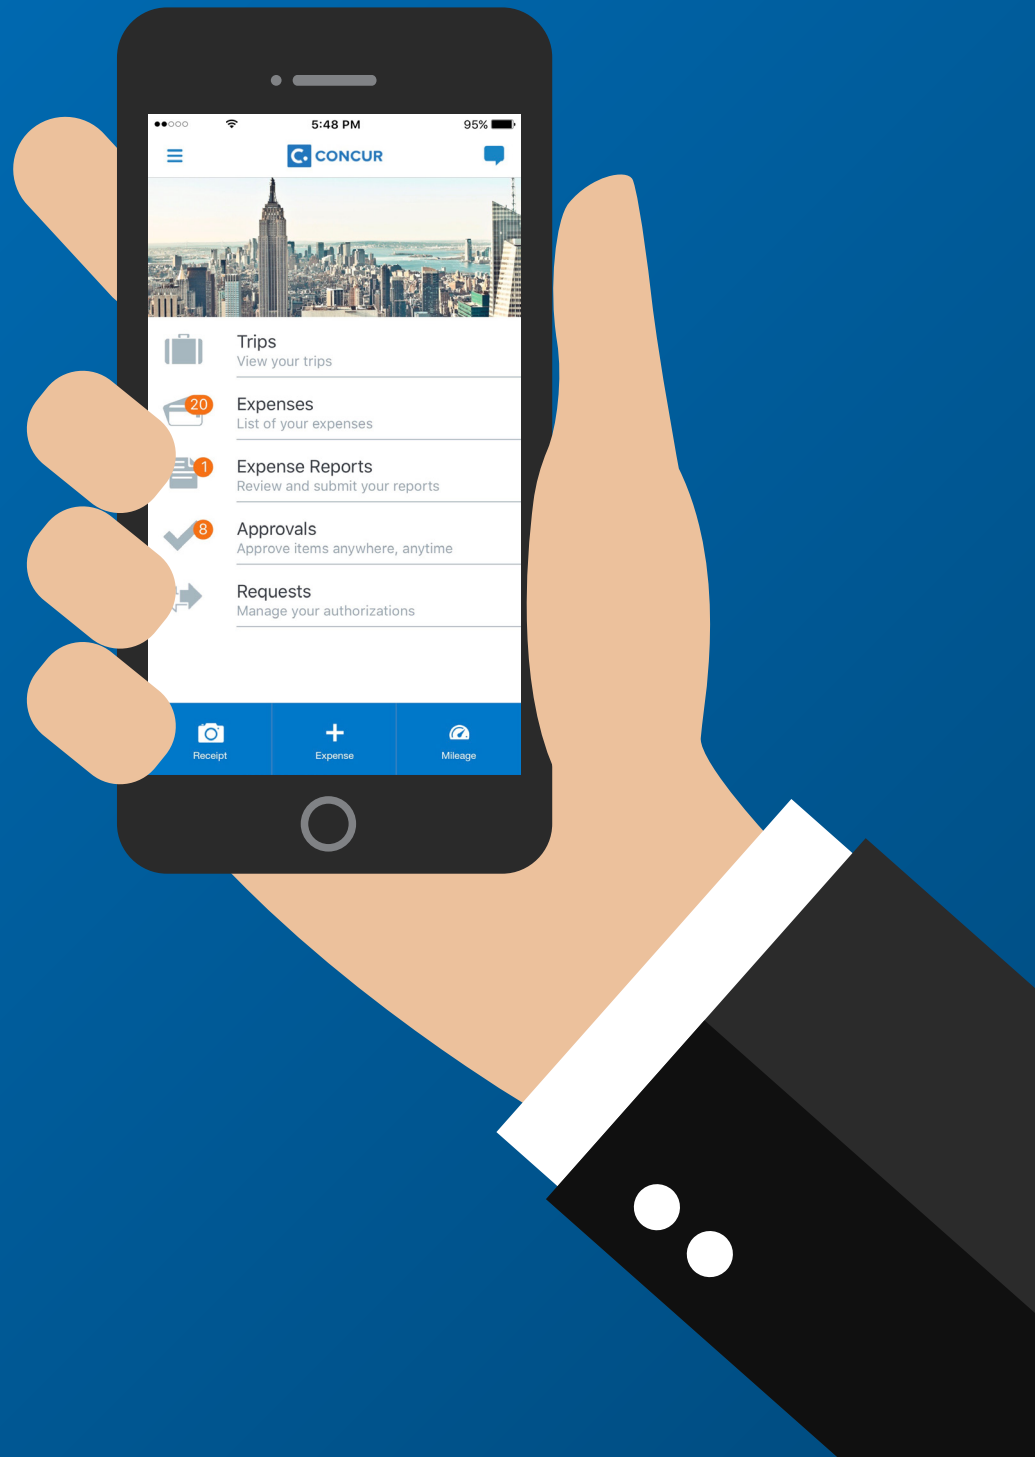 5:48 PM 95%
C. CONCUR
Trips
View your trips
20
Expenses
List of your expenses
1
Expense Reports
Review and submit your reports
8
Approvals
Approve items anywhere, anytime
Requests
Manage your authorizations
Receipt Expense Mileage